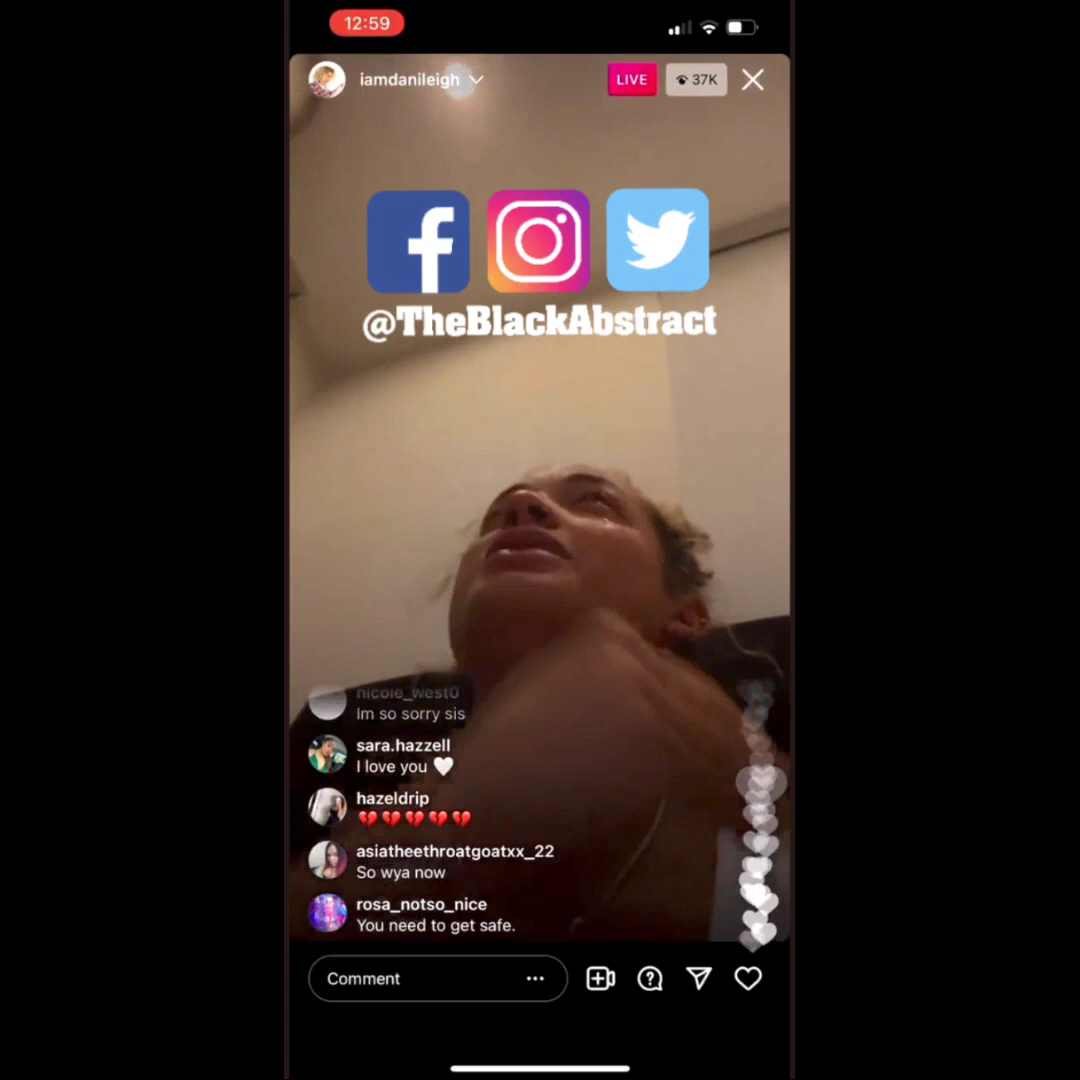 12:59
iamdanileigh
LIVE
37K
@TheBlackAbstract
nicole_west0
Im so sorry sis
sara.hazzell
I love you 🤍
hazeldrip
💔💔💔💔💔
asiatheethroatgoatxx_22
So wya now
rosa_notso_nice
You need to get safe.
Comment